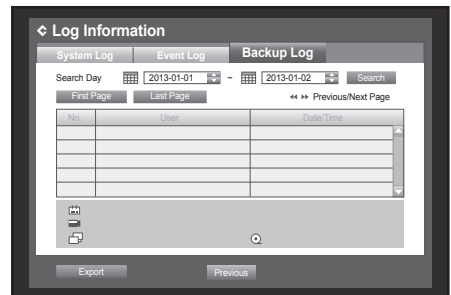 Log Information
System Log Event Log Backup Log
Search Day 2013-01-01 ~ 2013-01-02 Search
First Page Last Page Previous/Next Page
No. User Date/Time
Export Previous